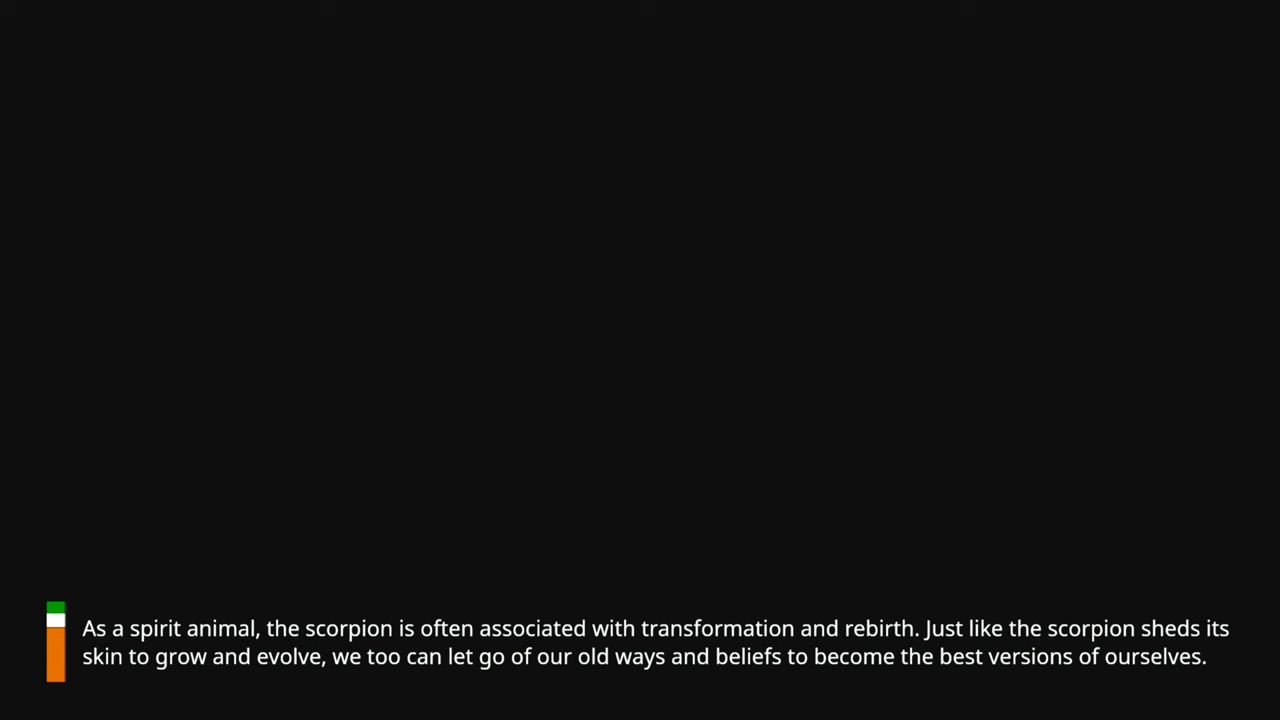 As a spirit animal, the scorpion is often associated with transformation and rebirth. Just like the scorpion sheds its
skin to grow and evolve, we too can let go of our old ways and beliefs to become the best versions of ourselves.